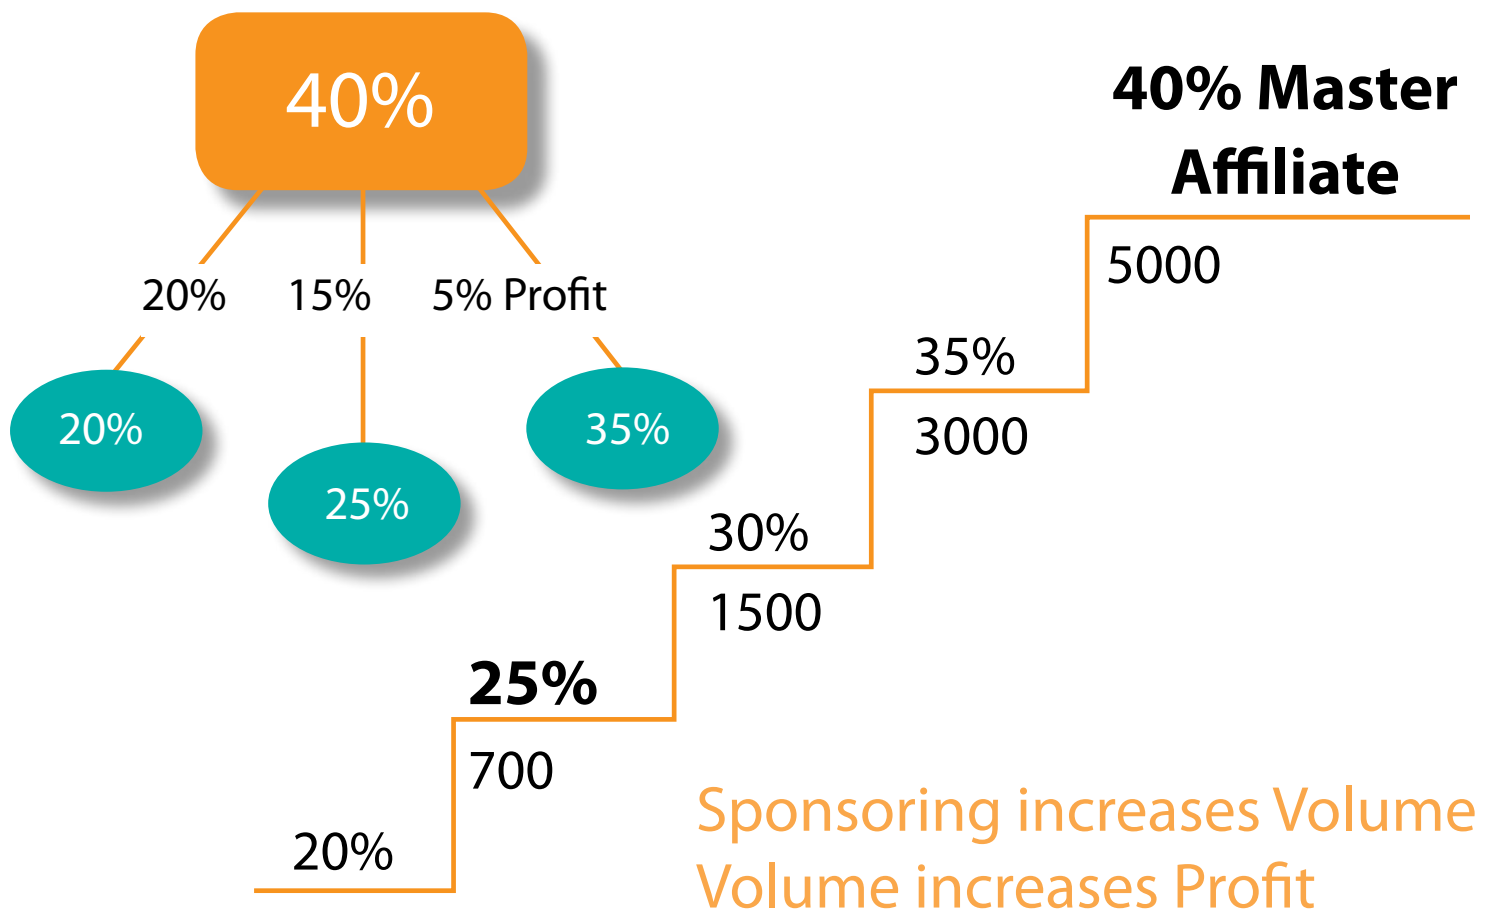 40%
20% 15% 5% Profit
20%
25%
35%
40% Master
Affiliate
5000
35%
3000
30%
1500
25%
700
20%
Sponsoring increases Volume
Volume increases Profit